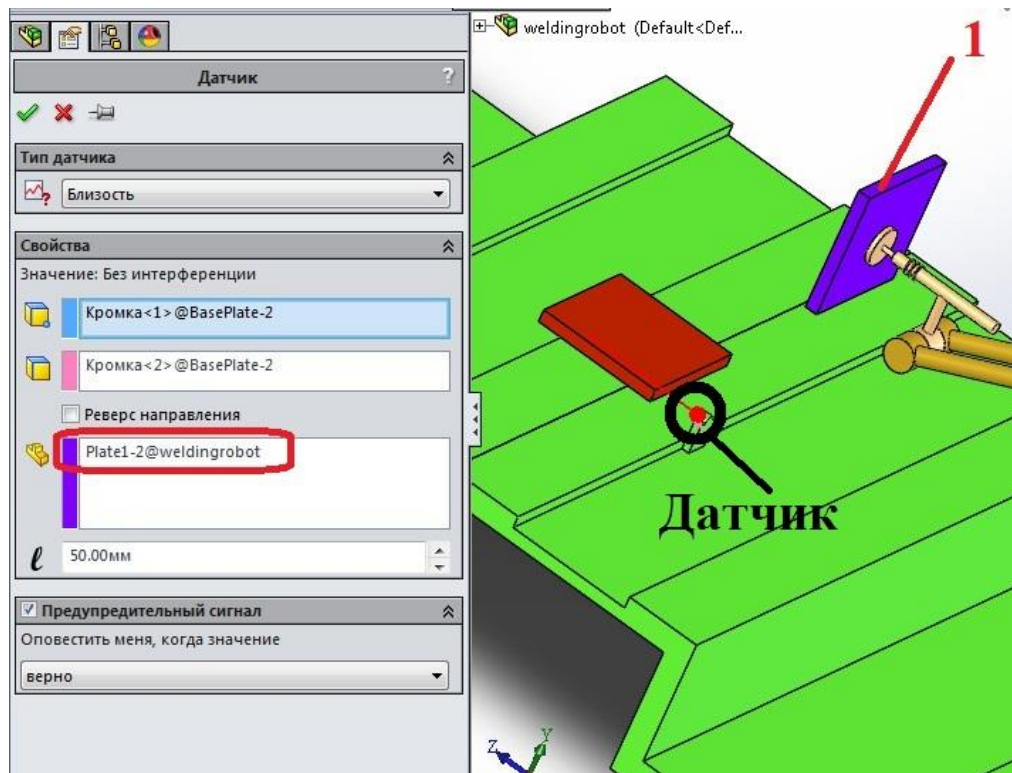 weldingrobot (Default<Def...
1
Датчик
?
Тип датчика
?
Близость
Свойства
Значение: Без интерференции
Кромка<1>@BasePlate-2
Кромка<2>@BasePlate-2
Реверс направления
Plate1-2@weldingrobot
ℓ 50.00мм
Предупредительный сигнал
Оповестить меня, когда значение
верно
Датчик
Z
Y